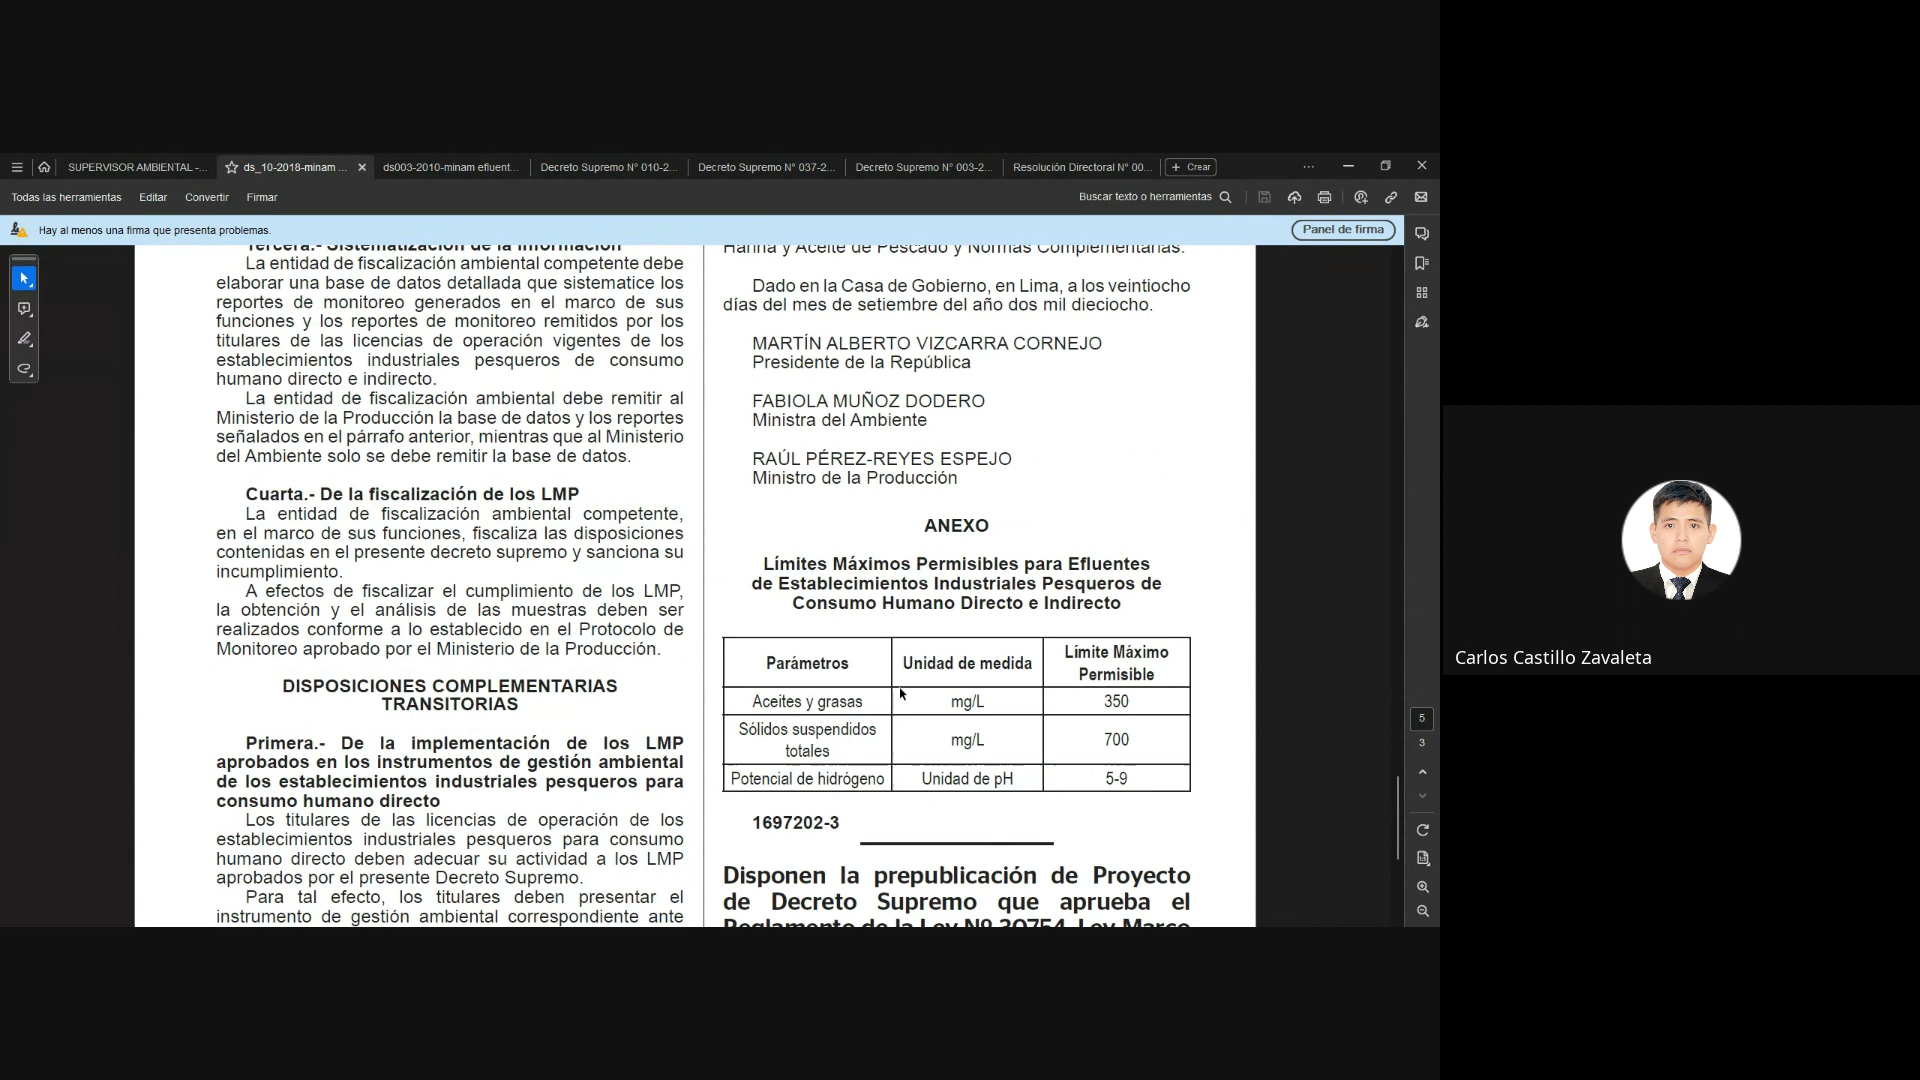 SUPERVISOR AMBIENTAL -...
ds_10-2018-minam ...
ds003-2010-minam efluent...
Decreto Supremo N° 010-2...
Decreto Supremo N° 037-2...
Decreto Supremo N° 003-2...
Resolución Directoral N° 00...
+ Crear
Todas las herramientas
Editar
Convertir
Firmar
Buscar texto o herramientas
Hay al menos una firma que presenta problemas.
Panel de firma
Tercera.- Sistematización de la información
La entidad de fiscalización ambiental competente debe
elaborar una base de datos detallada que sistematice los
reportes de monitoreo generados en el marco de sus
funciones y los reportes de monitoreo remitidos por los
titulares de las licencias de operación vigentes de los
establecimientos industriales pesqueros de consumo
humano directo e indirecto.
La entidad de fiscalización ambiental debe remitir al
Ministerio de la Producción la base de datos y los reportes
señalados en el párrafo anterior, mientras que al Ministerio
del Ambiente solo se debe remitir la base de datos.
Cuarta.- De la fiscalización de los LMP
La entidad de fiscalización ambiental competente,
en el marco de sus funciones, fiscaliza las disposiciones
contenidas en el presente decreto supremo y sanciona su
incumplimiento.
A efectos de fiscalizar el cumplimiento de los LMP,
la obtención y el análisis de las muestras deben ser
realizados conforme a lo establecido en el Protocolo de
Monitoreo aprobado por el Ministerio de la Producción.
DISPOSICIONES COMPLEMENTARIAS
TRANSITORIAS
Primera.- De la implementación de los LMP
aprobados en los instrumentos de gestión ambiental
de los establecimientos industriales pesqueros para
consumo humano directo
Los titulares de las licencias de operación de los
establecimientos industriales pesqueros para consumo
humano directo deben adecuar su actividad a los LMP
aprobados por el presente Decreto Supremo.
Para tal efecto, los titulares deben presentar el
instrumento de gestión ambiental correspondiente ante
Harina y Aceite de Pescado y Normas Complementarias.
Dado en la Casa de Gobierno, en Lima, a los veintiocho
días del mes de setiembre del año dos mil dieciocho.
MARTÍN ALBERTO VIZCARRA CORNEJO
Presidente de la República
FABIOLA MUÑOZ DODERO
Ministra del Ambiente
RAÚL PÉREZ-REYES ESPEJO
Ministro de la Producción
ANEXO
Límites Máximos Permisibles para Efluentes
de Establecimientos Industriales Pesqueros de
Consumo Humano Directo e Indirecto
Parámetros
Unidad de medida
Límite Máximo
Permisible
Aceites y grasas
mg/L
350
Sólidos suspendidos
totales
mg/L
700
Potencial de hidrógeno
Unidad de pH
5-9
1697202-3
Disponen la prepublicación de Proyecto
de Decreto Supremo que aprueba el
Reglamento de la Ley Nº 30754, Ley Marco
5
3
Carlos Castillo Zavaleta